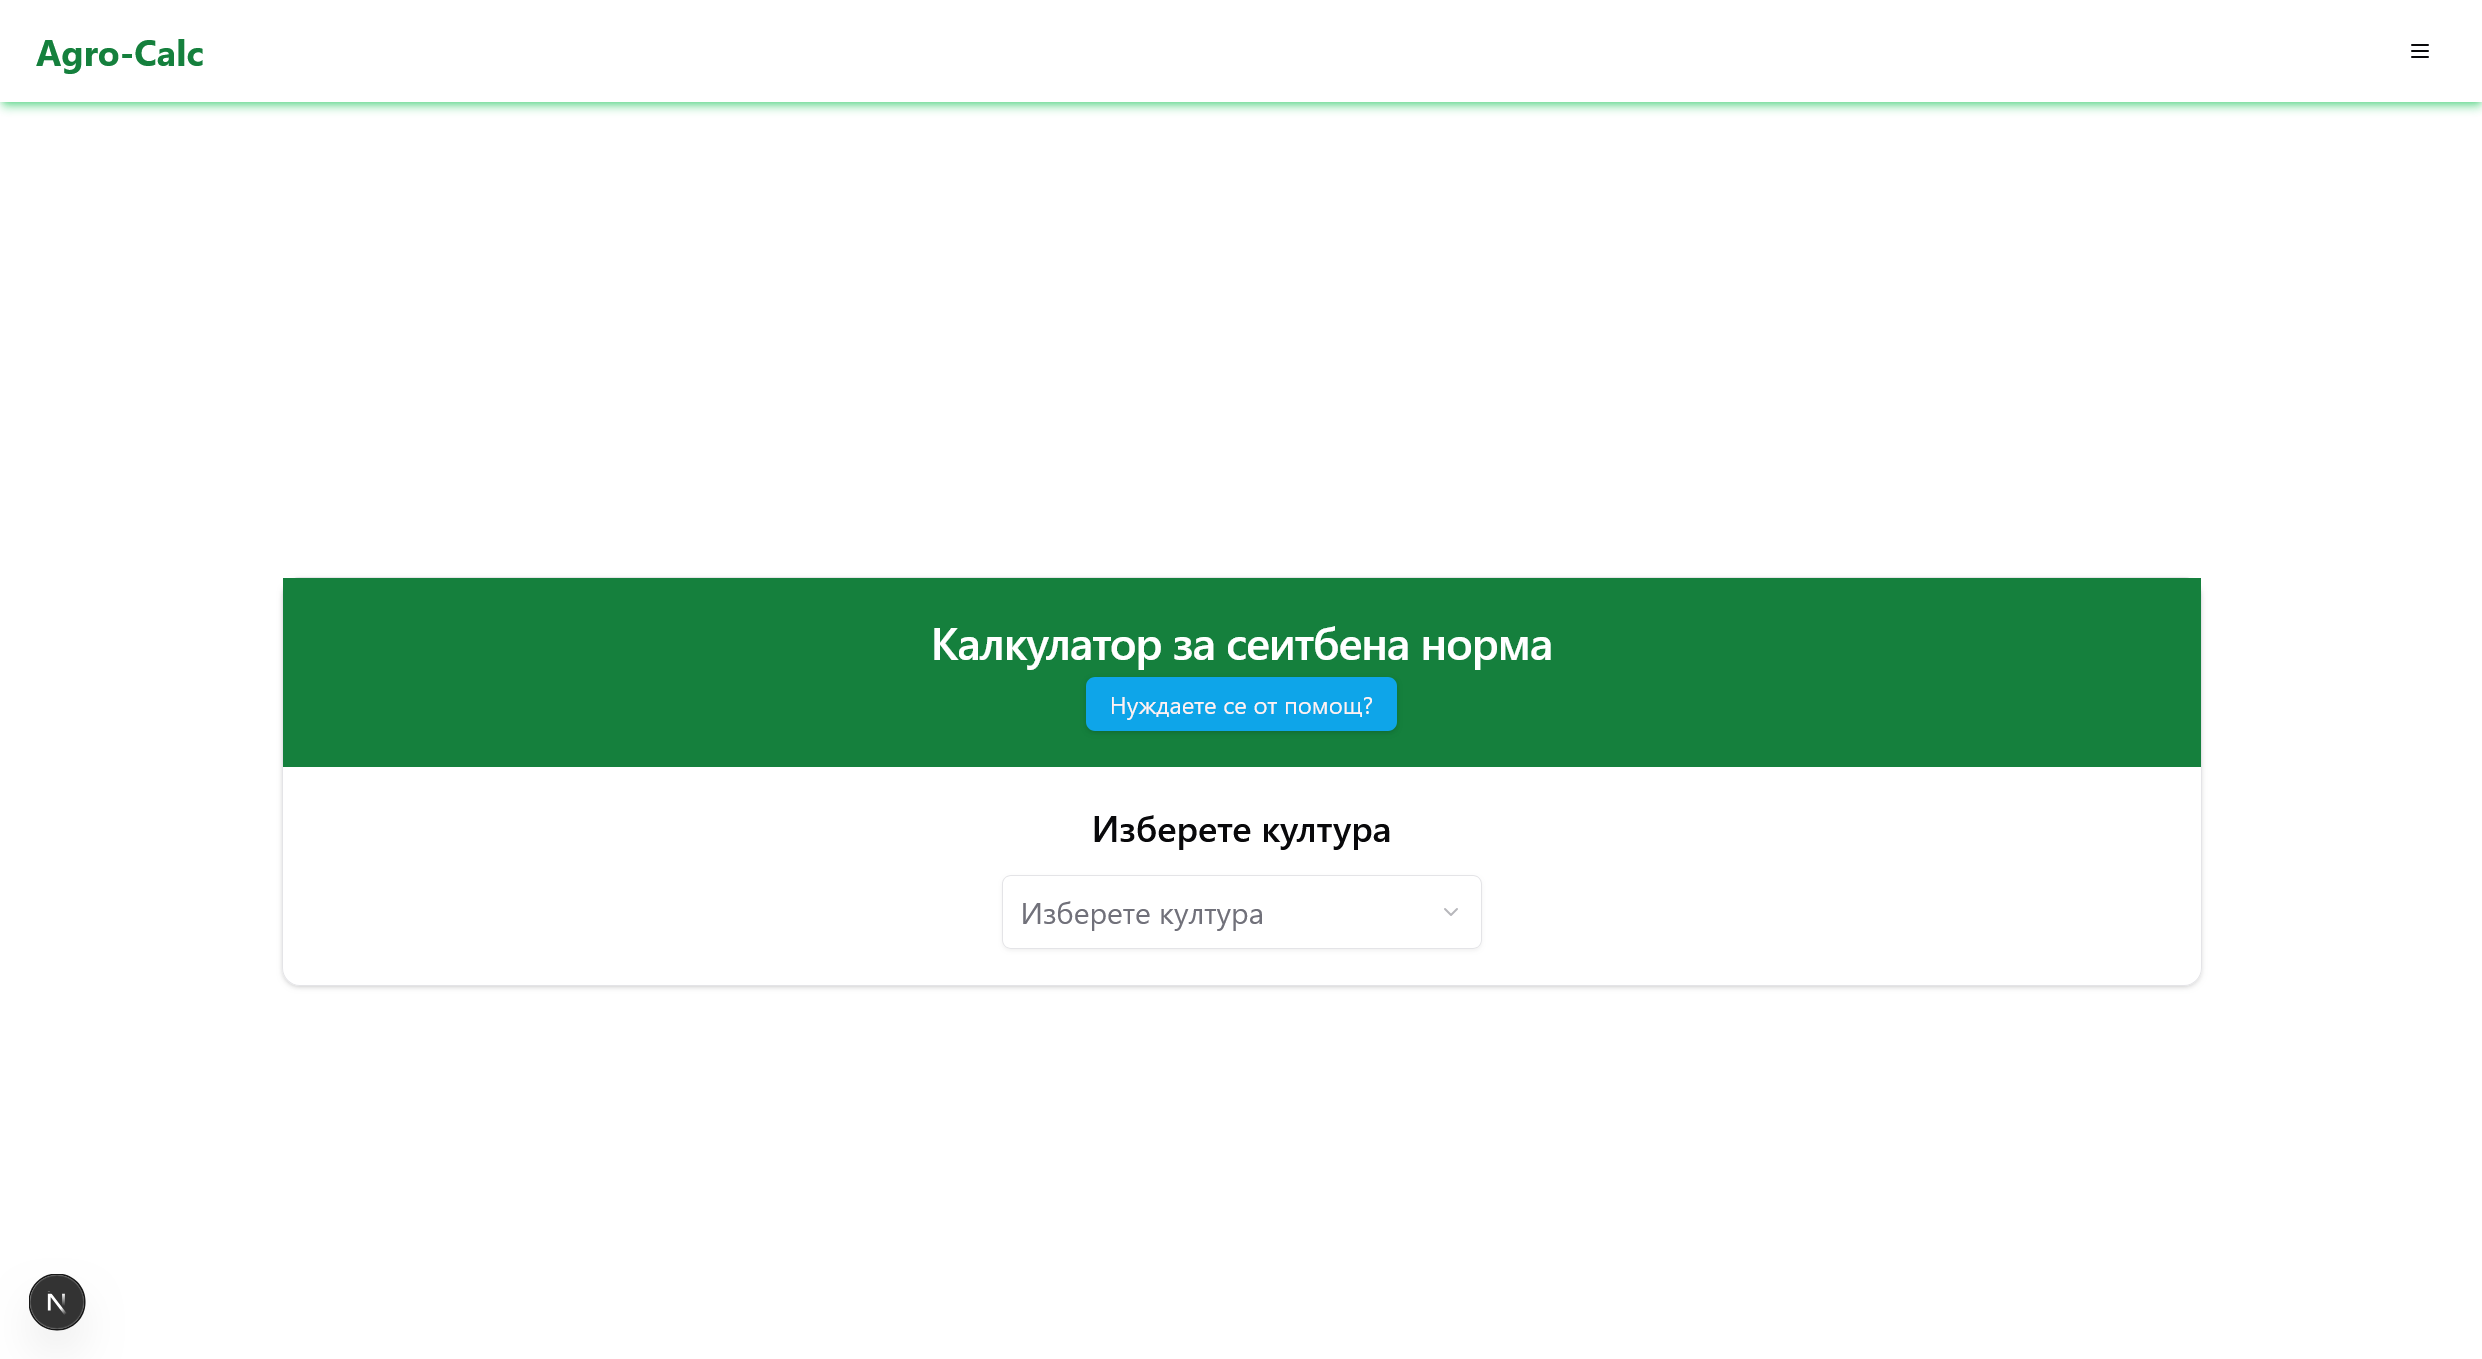 Agro-Calc
Калкулатор за сеитбена норма
Нуждаете се от помощ?
Изберете култура
Изберете култура
N